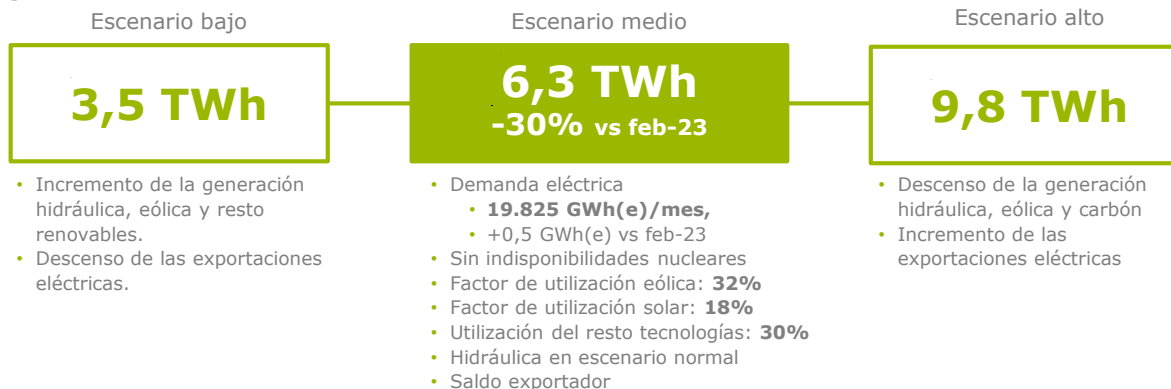 Escenario bajo
3,5 TWh
• Incremento de la generación
hidráulica, eólica y resto
renovables.
• Descenso de las exportaciones
eléctricas.
Escenario medio
6,3 TWh
-30% vs feb-23
• Demanda eléctrica
• 19.825 GWh(e)/mes,
• +0,5 GWh(e) vs feb-23
• Sin indisponibilidades nucleares
• Factor de utilización eólica: 32%
• Factor de utilización solar: 18%
• Utilización del resto tecnologías: 30%
• Hidráulica en escenario normal
• Saldo exportador
Escenario alto
9,8 TWh
• Descenso de la generación
hidráulica, eólica y carbón
• Incremento de las
exportaciones eléctricas